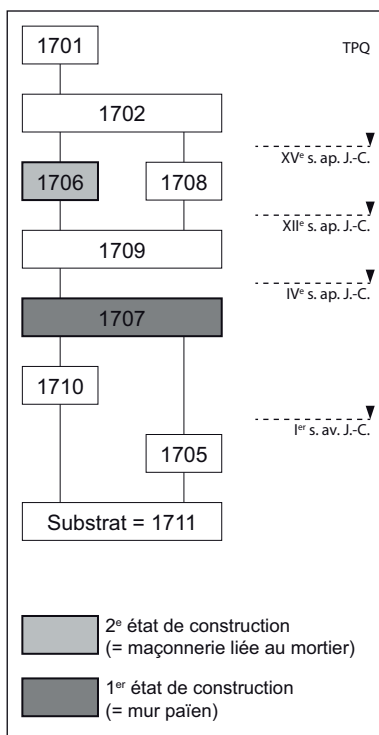 1701
TPQ
1702
XVe s. ap. J.-C.
1706
1708
XIIe s. ap. J.-C.
1709
IVe s. ap. J.-C.
1707
1710
Ier s. av. J.-C.
1705
Substrat = 1711
2e état de construction
(= maçonnerie liée au mortier)
1er état de construction
(= mur païen)